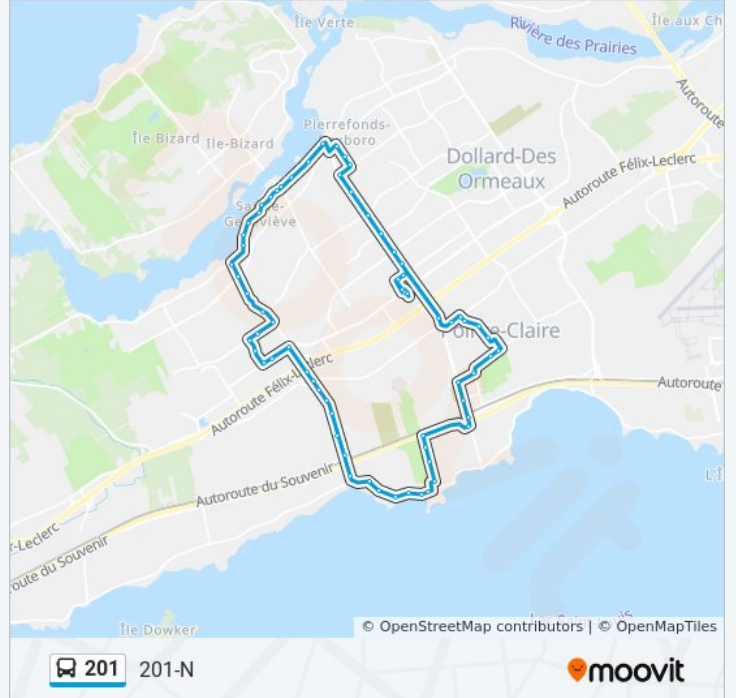 Île Verte
Île aux Ch
Rivière des Prairies
Autoroute
Pierrefonds-
boro
Île Bizard
Ile-Bizard
Dollard-Des
Ormeaux
Autoroute Félix-Leclerc
Geneviève
-Claire
Autoroute Félix-Leclerc
Autoroute
Autoroute du Souvenir
-Leclerc
oute du Souvenir
L'Î
Île Dowker
© OpenStreetMap contributors | © OpenMapTiles
201 201-N
moovit